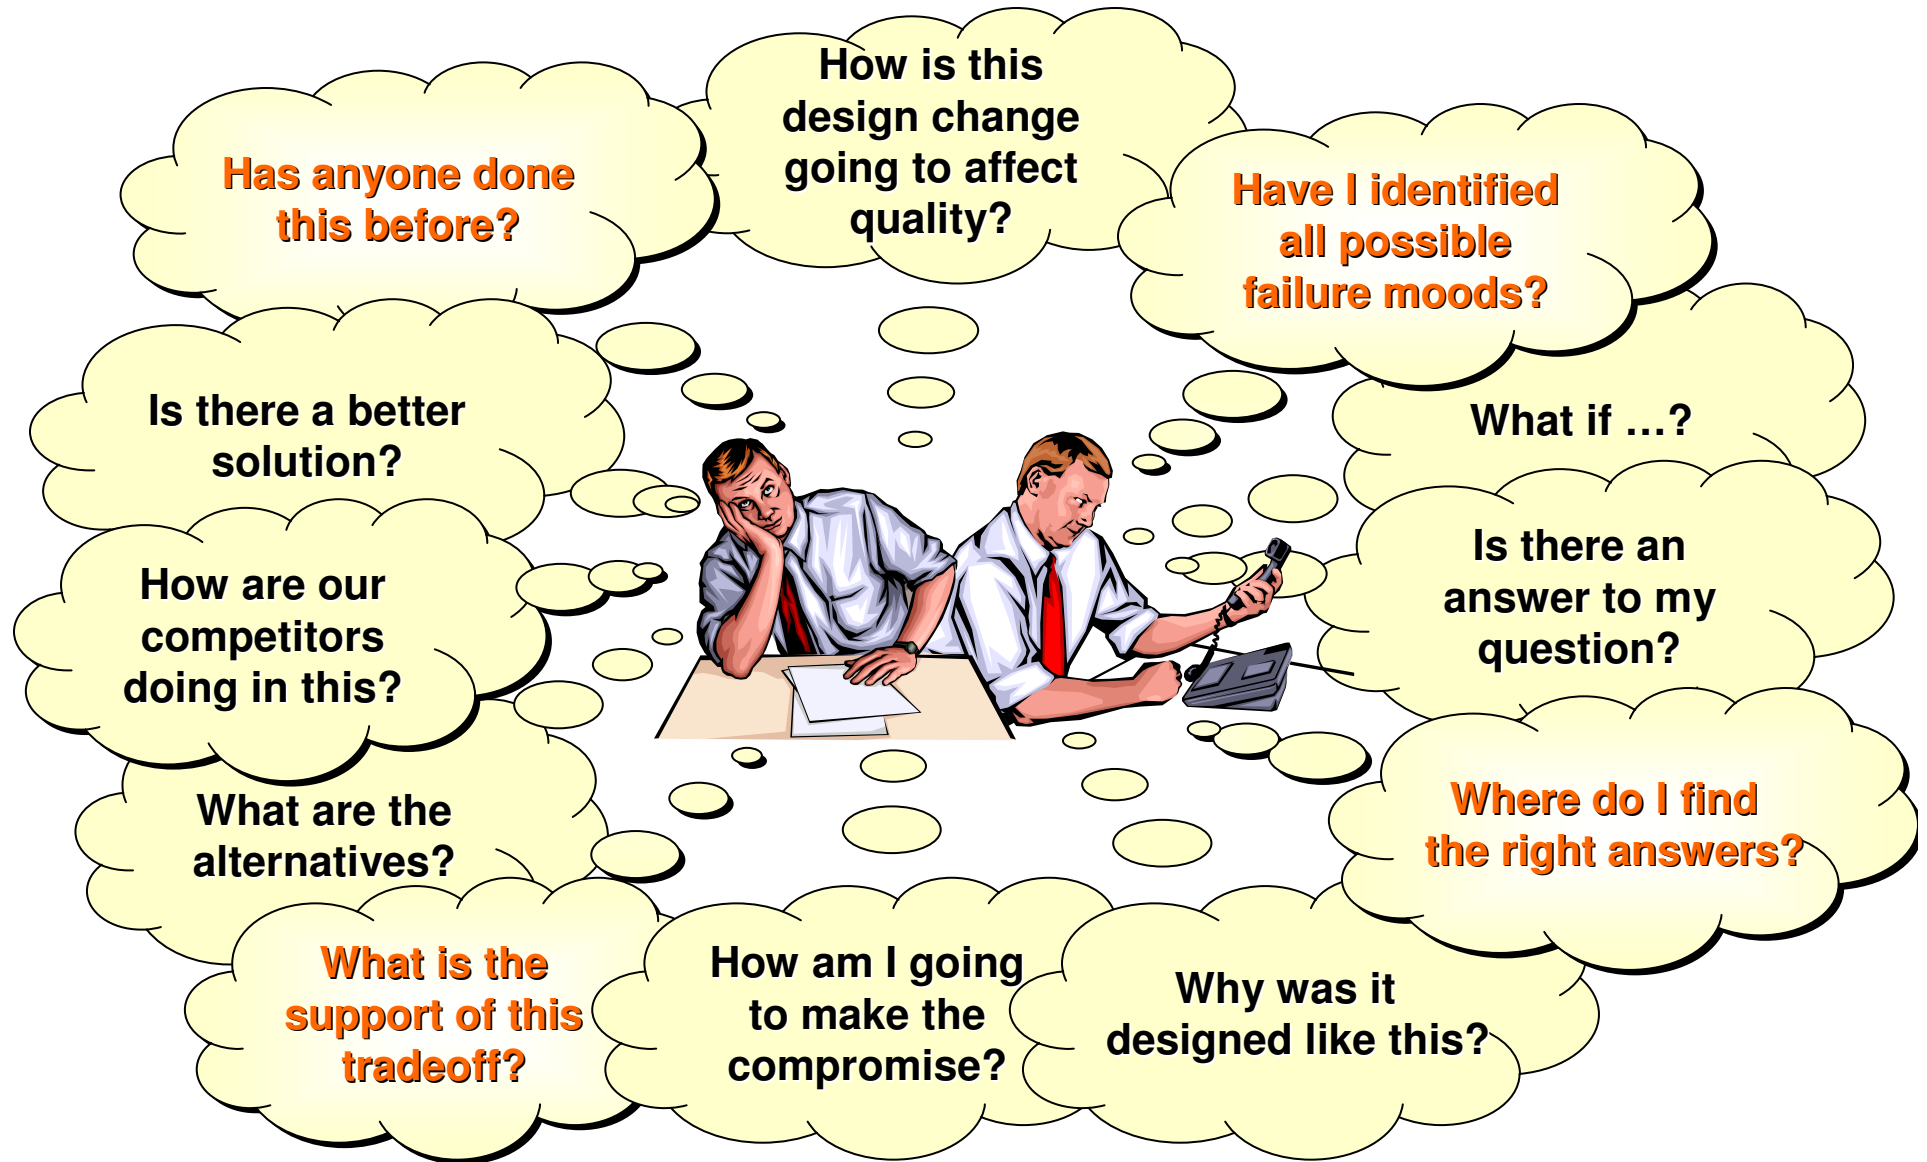 How is this
design change
going to affect
quality?
Has anyone done
this before?
Have I identified
all possible
failure moods?
Is there a better
solution?
What if ...?
How are our
competitors
doing in this?
Is there an
answer to my
question?
What are the
alternatives?
Where do I find
the right answers?
What is the
support of this
tradeoff?
How am I going
to make the
compromise?
Why was it
designed like this?